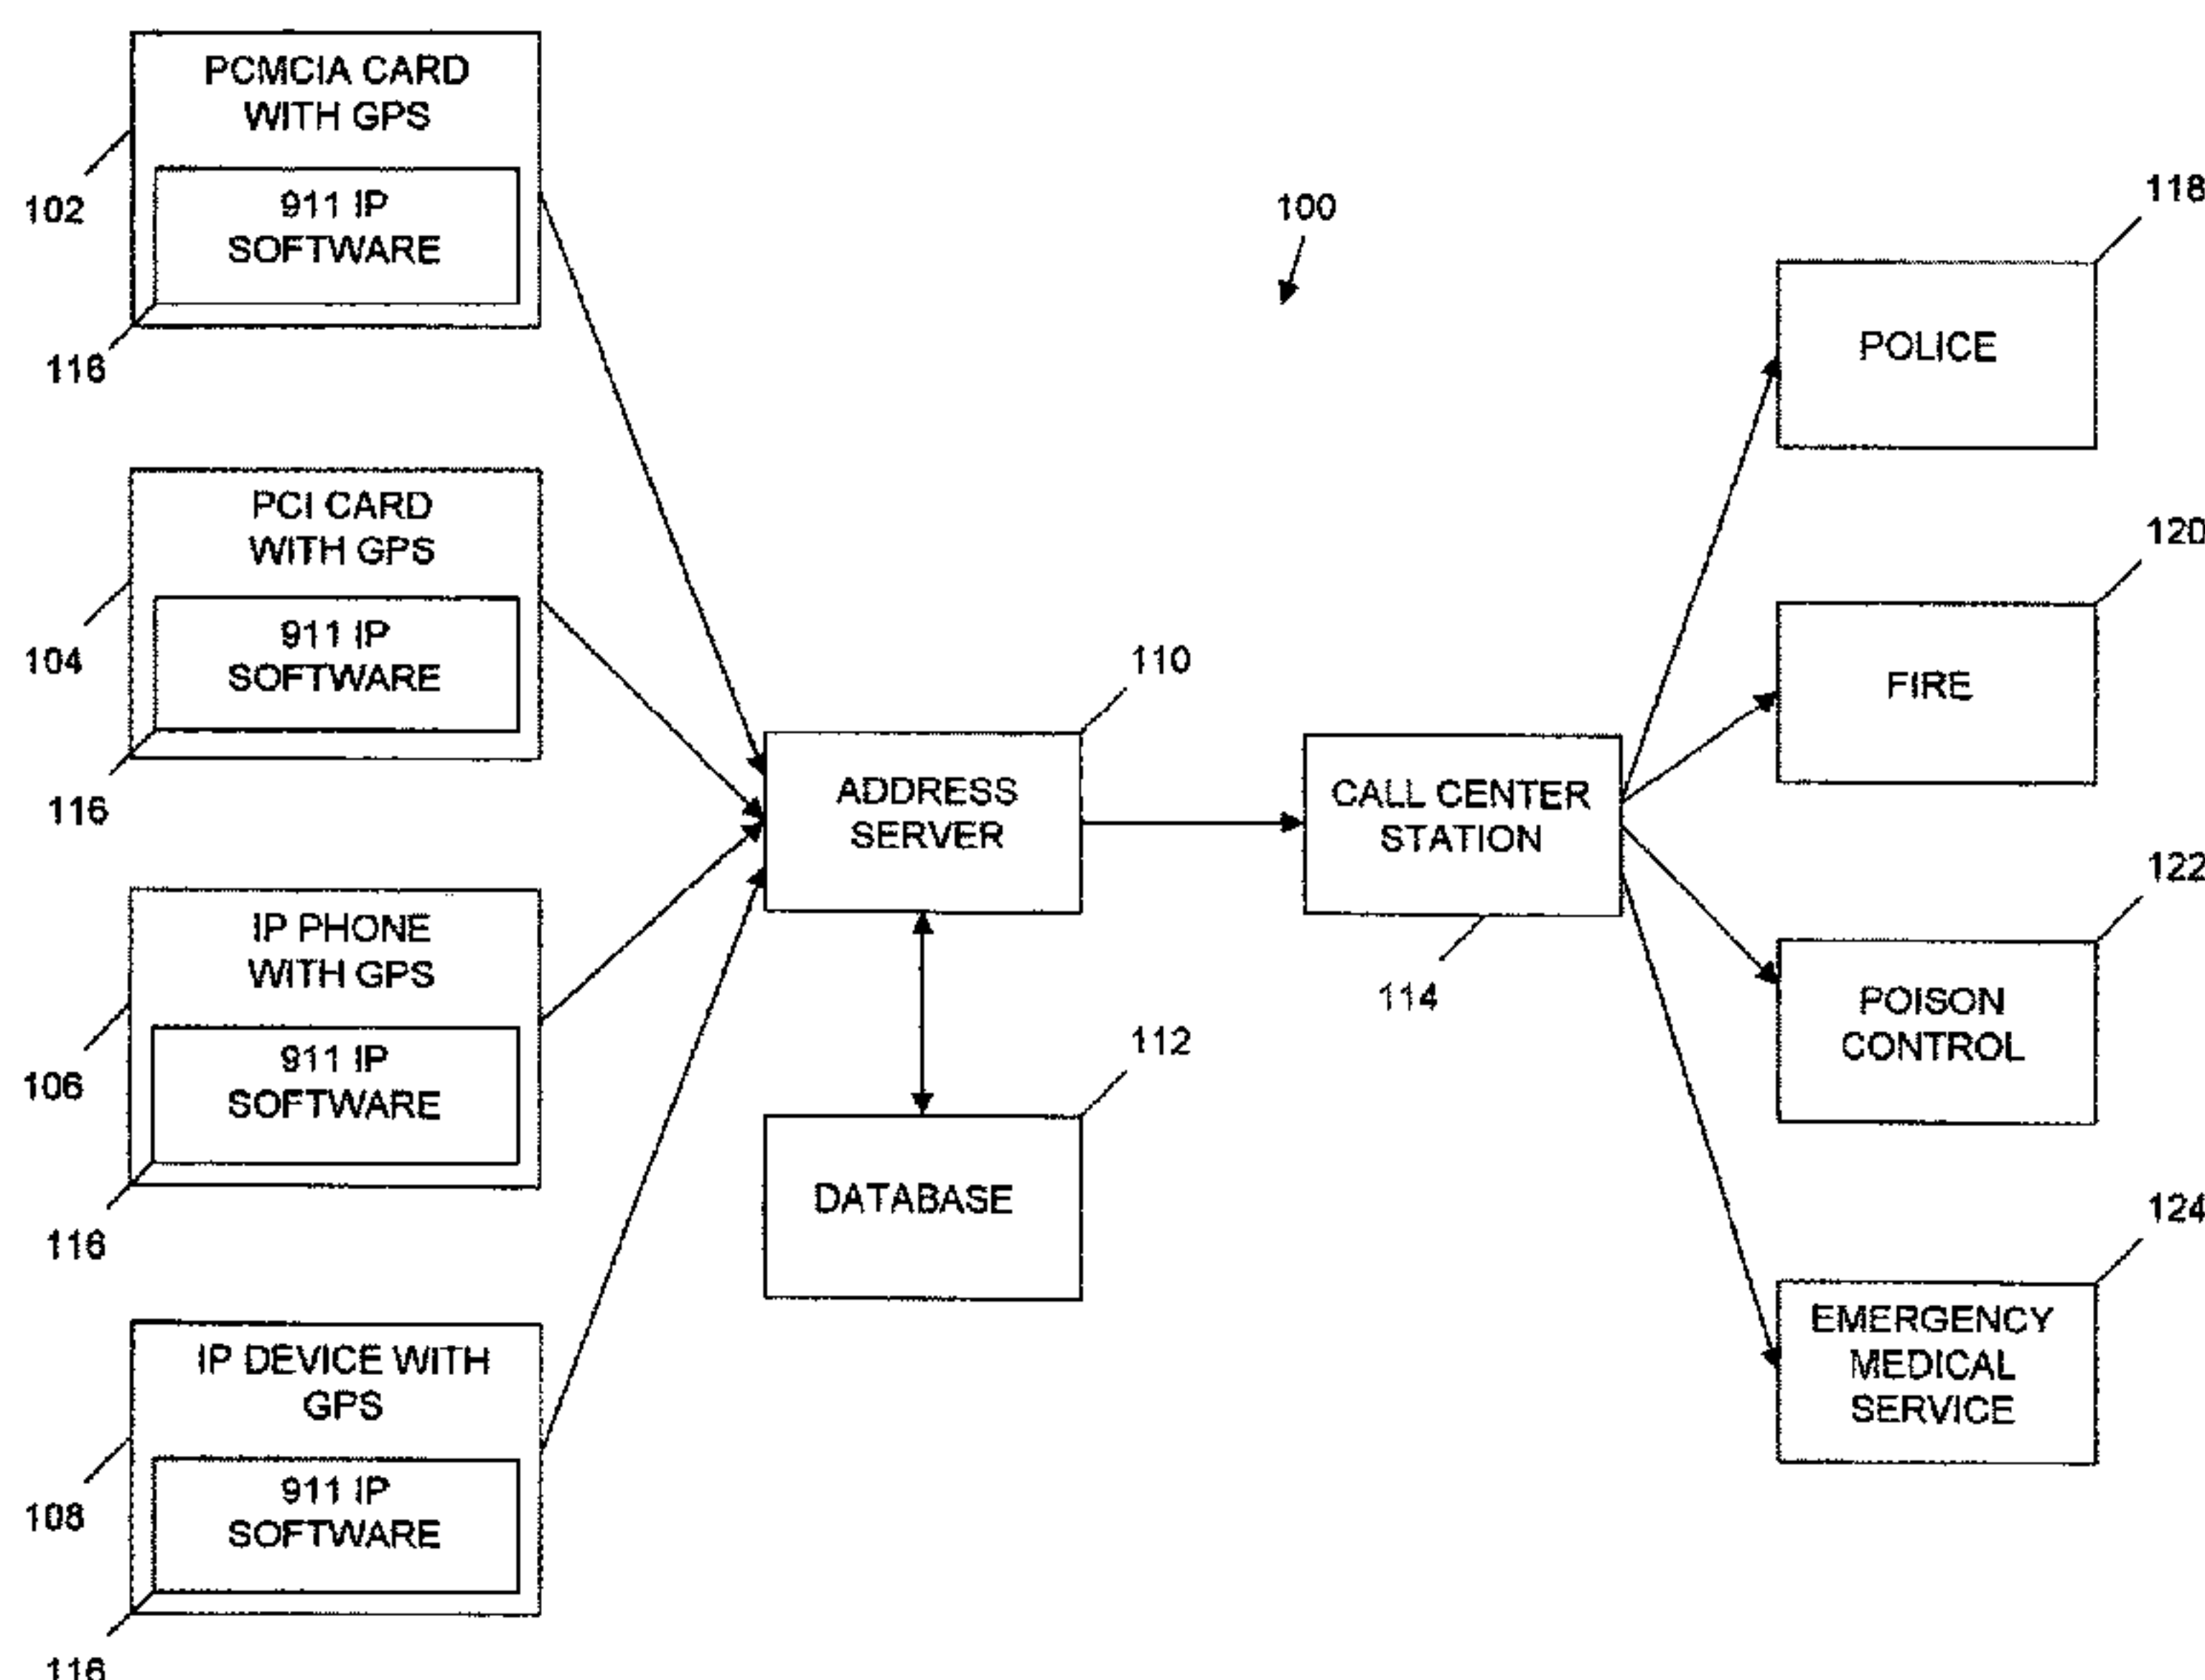 PCMCIA CARD
WITH GPS
911 IP
SOFTWARE
102
116
PCI CARD
WITH GPS
911 IP
SOFTWARE
104
116
IP PHONE
WITH GPS
911 IP
SOFTWARE
106
116
IP DEVICE WITH
GPS
911 IP
SOFTWARE
108
116
100
110
ADDRESS
SERVER
112
DATABASE
CALL CENTER
STATION
114
118
POLICE
120
FIRE
122
POISON
CONTROL
124
EMERGENCY
MEDICAL
SERVICE